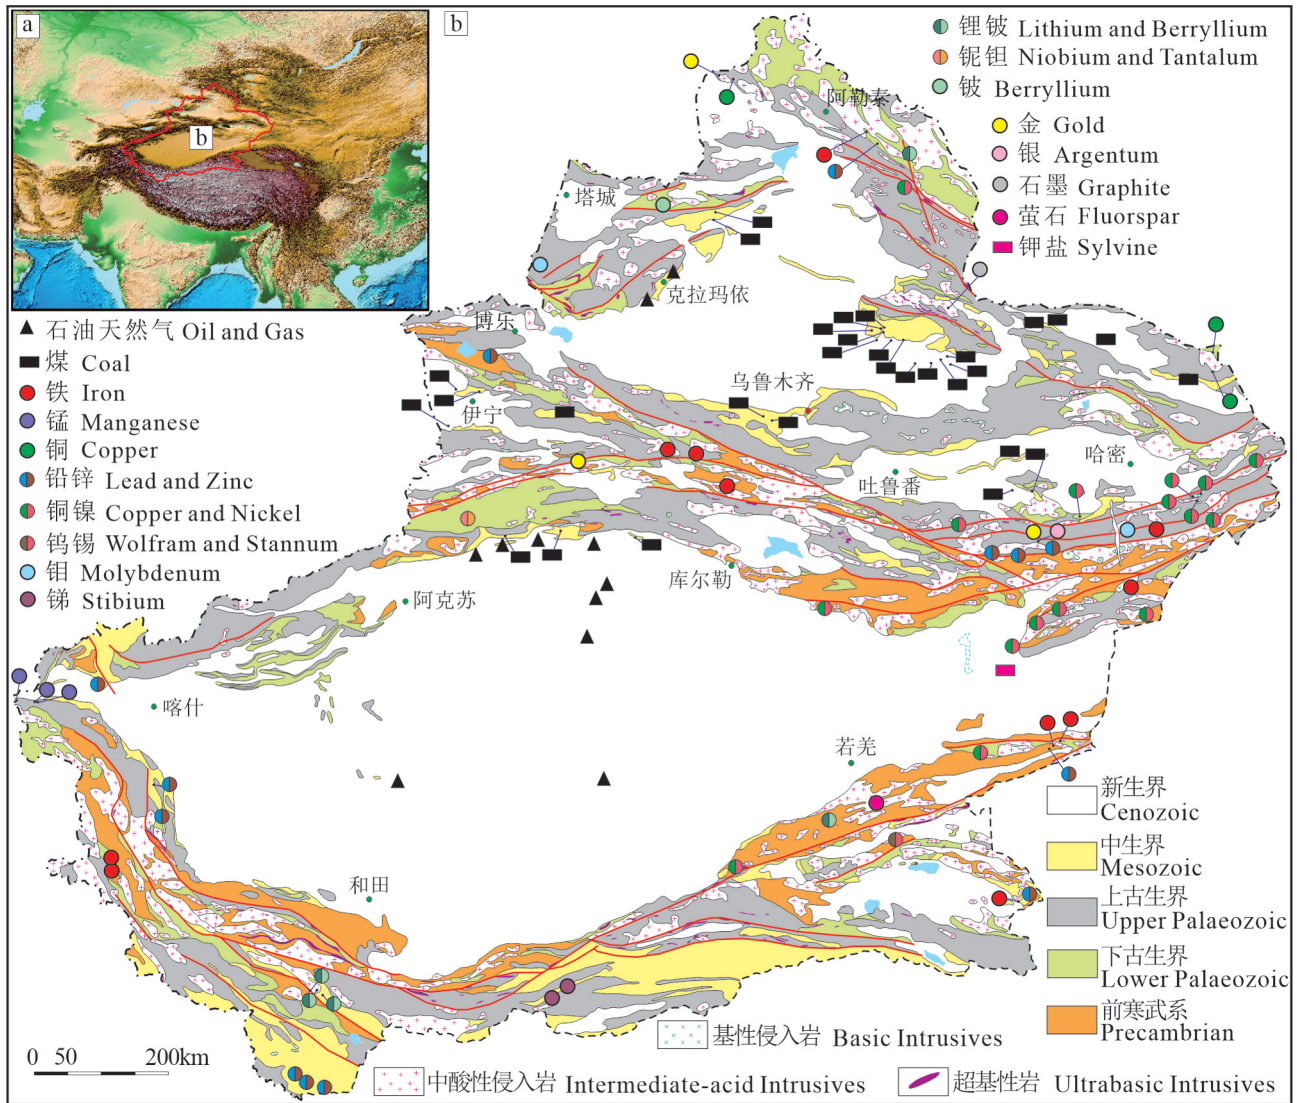 a
b
b
锂铍 Lithium and Berryllium
铌钽 Niobium and Tantalum
铍 Berryllium
金 Gold
银 Argentum
石墨 Graphite
萤石 Fluorspar
钾盐 Sylvine
石油天然气 Oil and Gas
煤 Coal
铁 Iron
锰 Manganese
铜 Copper
铅锌 Lead and Zinc
铜镍 Copper and Nickel
钨锡 Wolfram and Stannum
钼 Molybdenum
锑 Stibium
阿勒泰
塔城
克拉玛依
博乐
伊宁
乌鲁木齐
哈密
吐鲁番
库尔勒
阿克苏
喀什
若羌
和田
新生界
Cenozoic
中生界
Mesozoic
上古生界
Upper Palaeozoic
下古生界
Lower Palaeozoic
前寒武系
Precambrian
基性侵入岩 Basic Intrusives
0 50 200km
中酸性侵入岩 Intermediate-acid Intrusives
超基性岩 Ultrabasic Intrusives